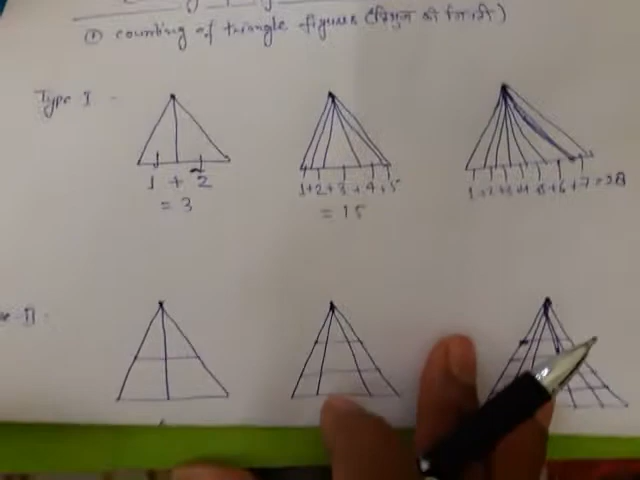 ① counting of triangle figures (त्रिभुज की गिनती)
Type I -
1 + 2
= 3
1+2+3+4+5
= 15
1+2+3+4+5+6+7=28
II -